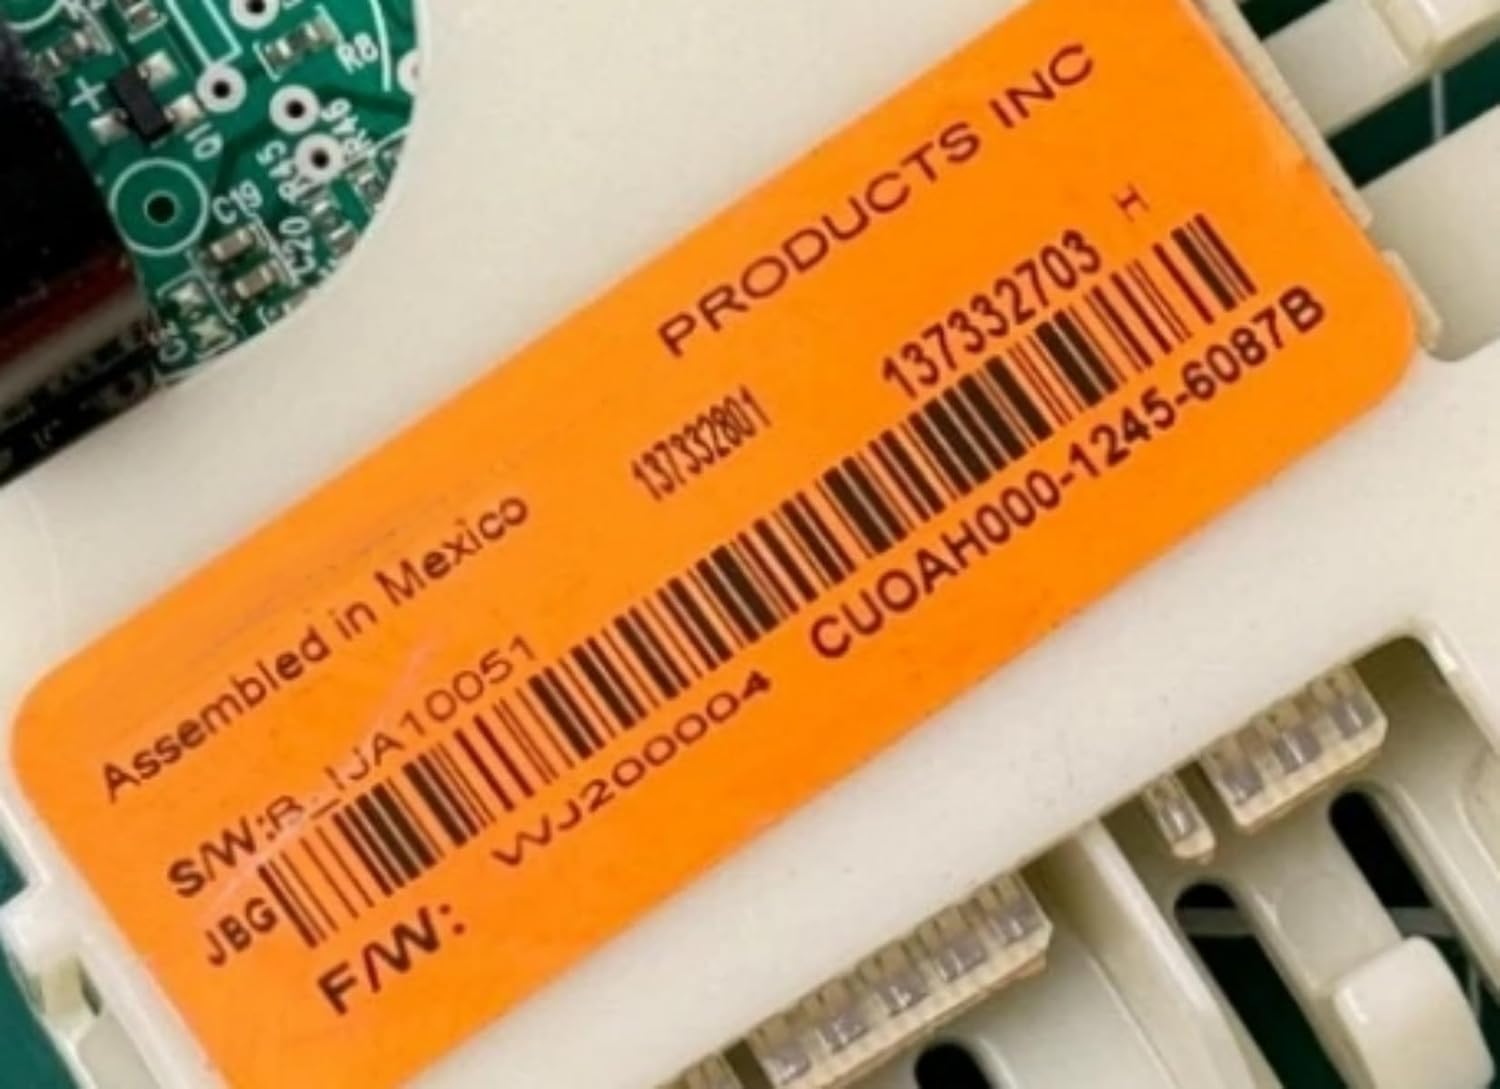 PRODUCTS INC
Assembled in Mexico
137332801
137332703 H
S/W:R_IJA10051
JBG
F/W:
WJ200004
CUOAH000-1245-6087B
R8
Q1
R45
R46
C19
C20